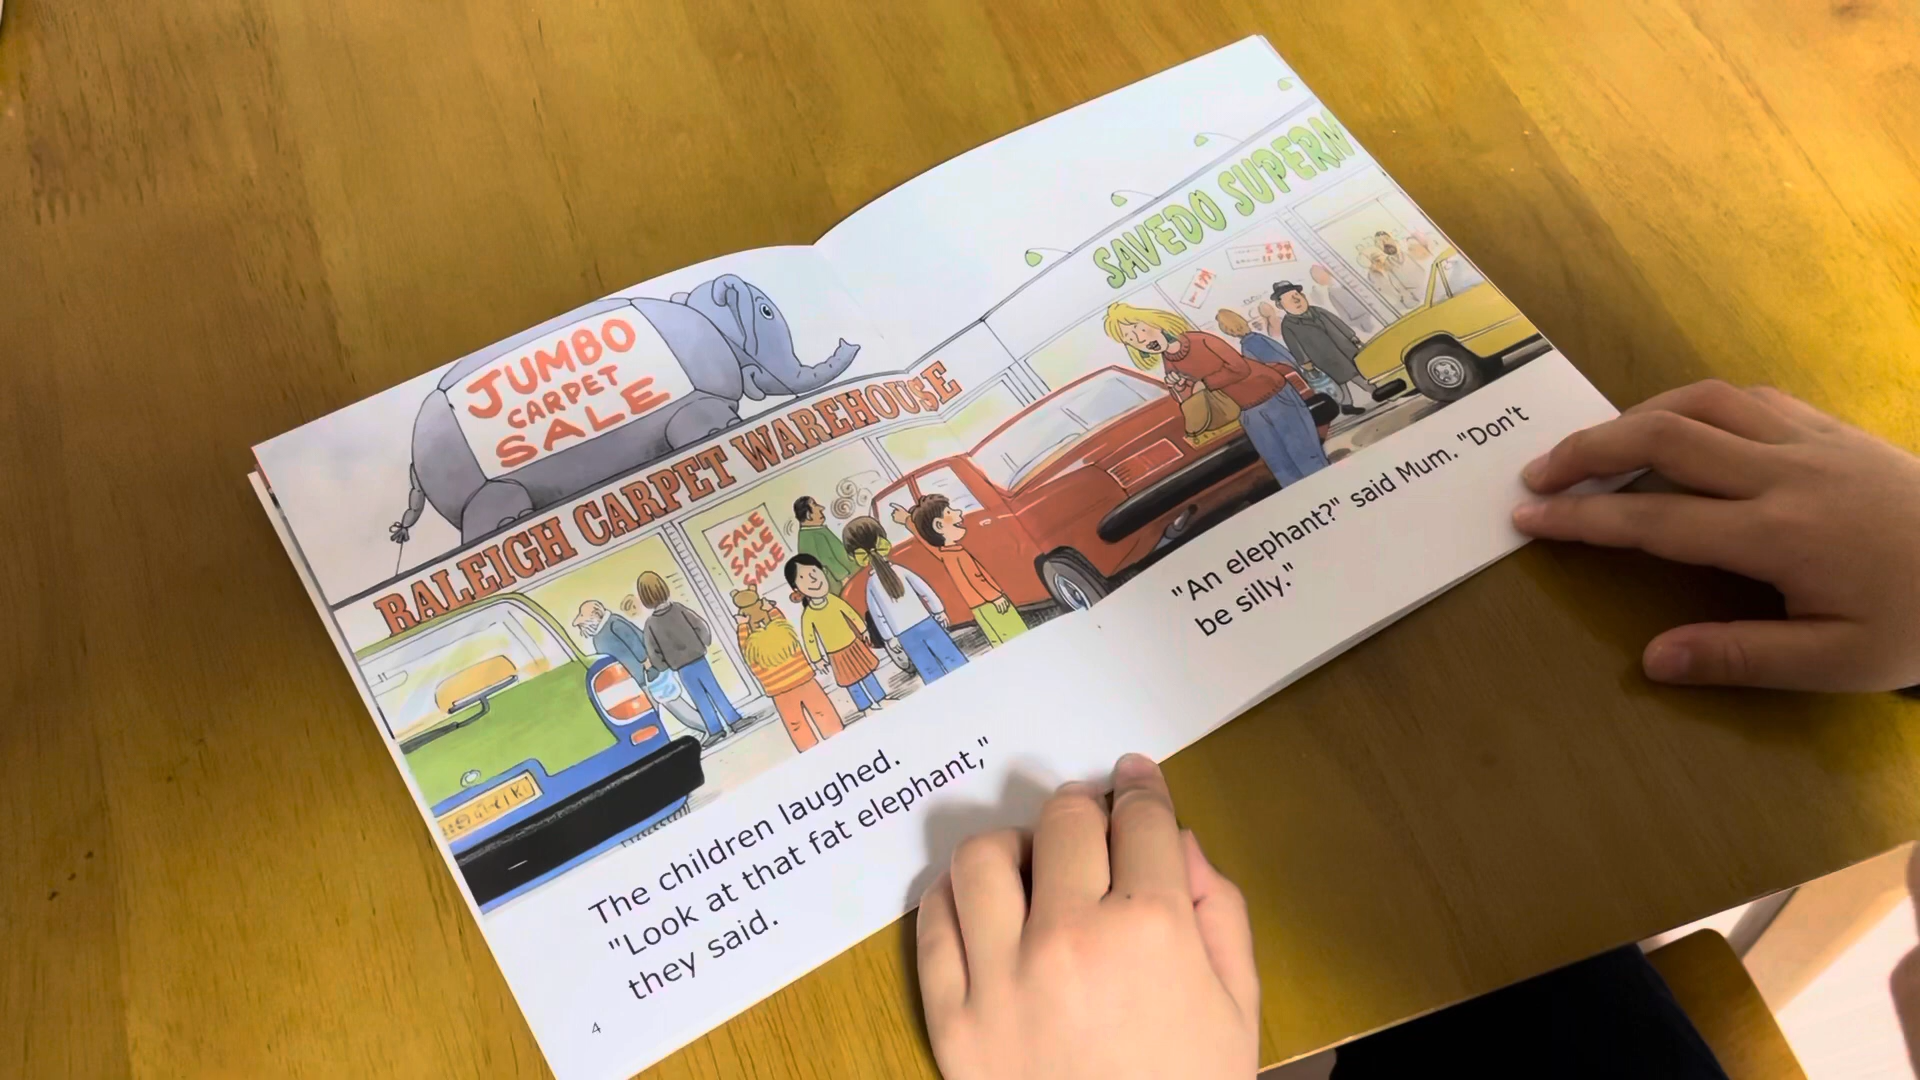 JUMBO
CARPET
SALE
RALEIGH CARPET WAREHOUSE
SAVEDO SUPERM
SALE
SALE
SALE
The children laughed.
"Look at that fat elephant,"
they said.
"An elephant?" said Mum. "Don't
be silly."
4